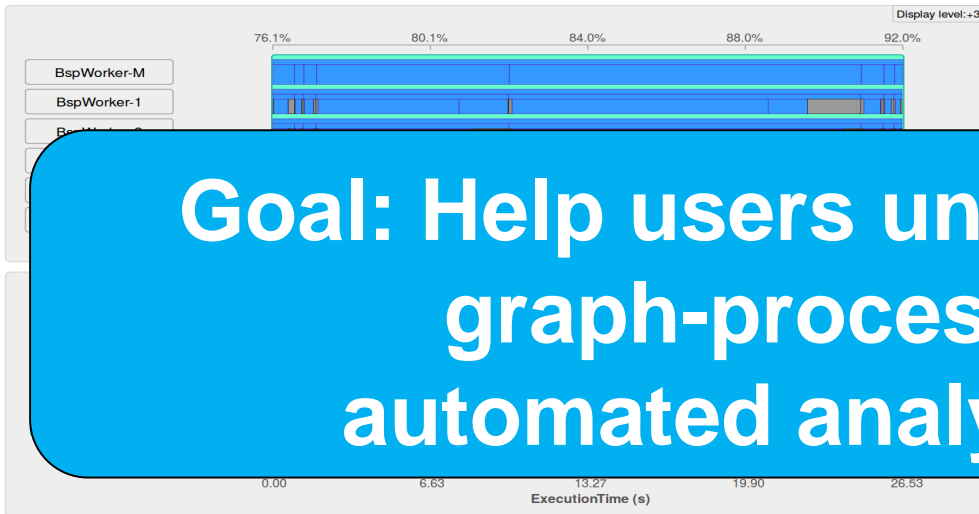 Display level:+3
76.1% 80.1% 84.0% 88.0% 92.0%
BspWorker-M
BspWorker-1
Goal: Help users un
graph-proces
automated analy
0.00 6.63 13.27 19.90 26.53
ExecutionTime (s)